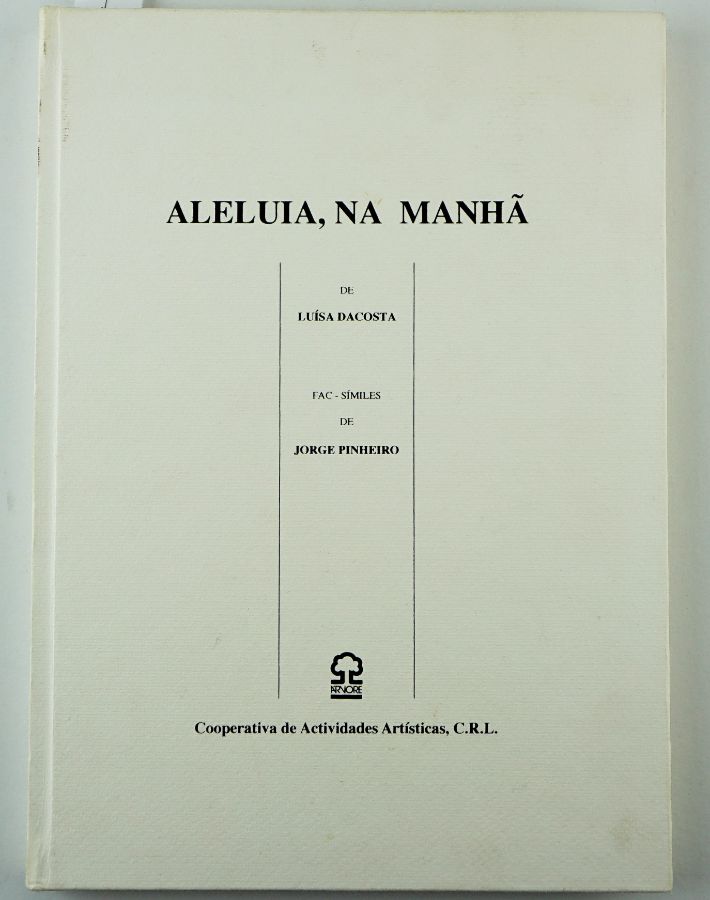 ALELUIA, NA MANHÃ
DE
LUÍSA DACOSTA
FAC - SÍMILES
DE
JORGE PINHEIRO
ÁRVORE
Cooperativa de Actividades Artísticas, C.R.L.